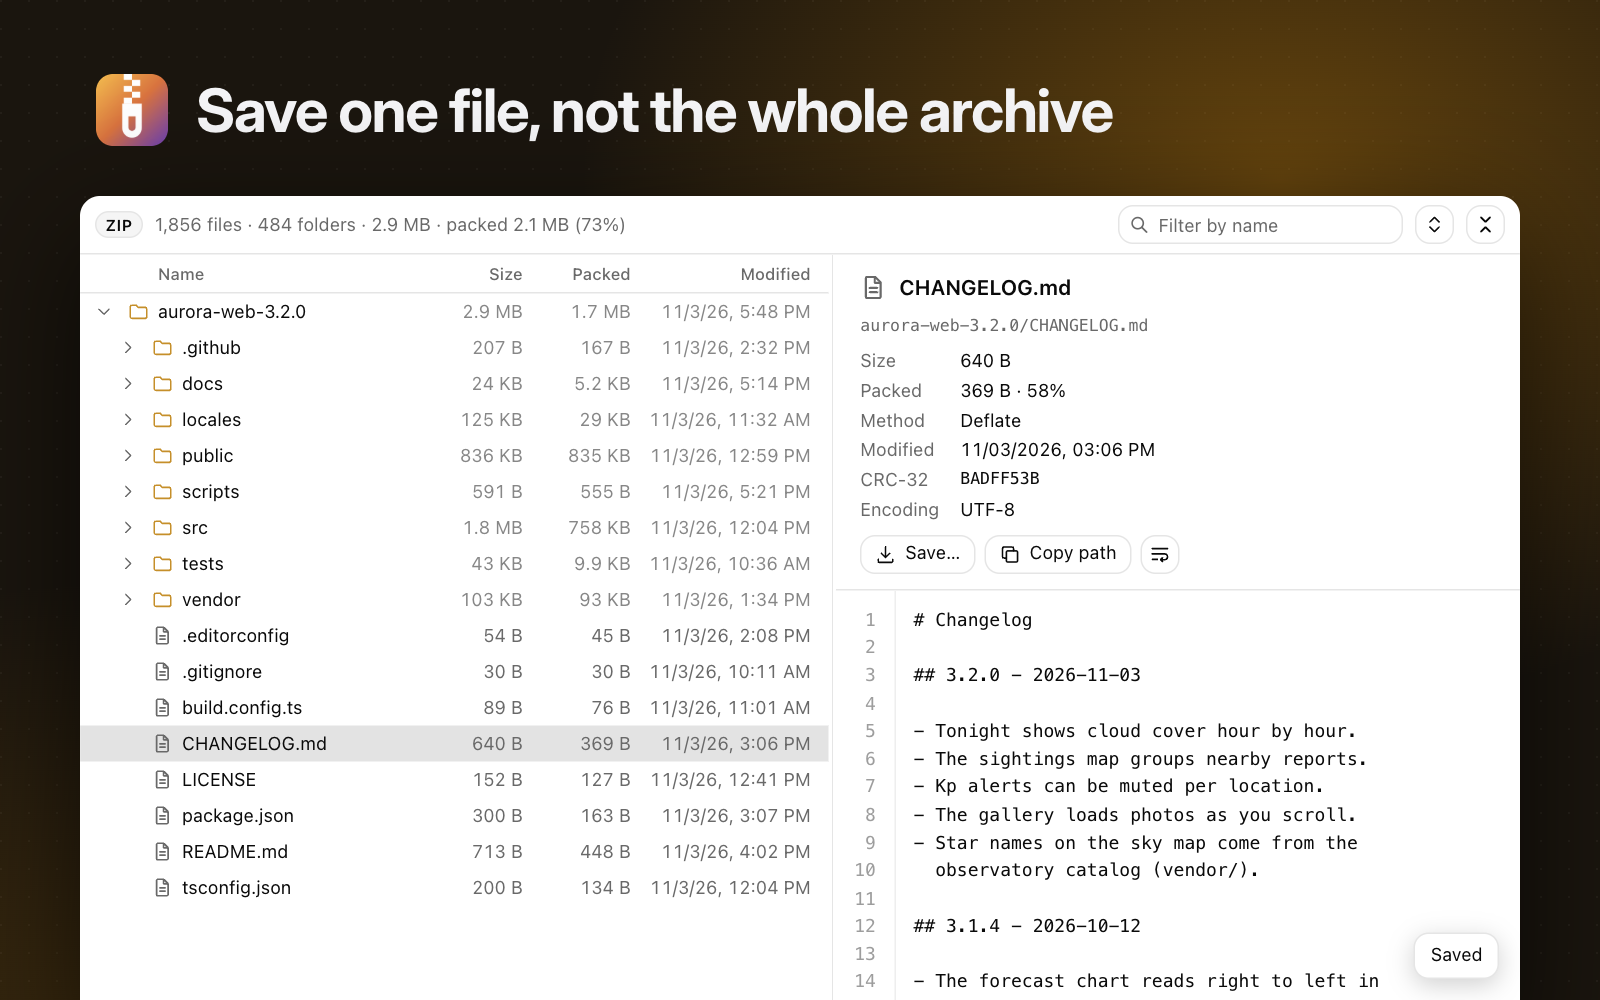 Save one file, not the whole archive
ZIP 1,856 files · 484 folders · 2.9 MB · packed 2.1 MB (73%)
Filter by name
Name Size Packed Modified
aurora-web-3.2.0 2.9 MB 1.7 MB 11/3/26, 5:48 PM
.github 207 B 167 B 11/3/26, 2:32 PM
docs 24 KB 5.2 KB 11/3/26, 5:14 PM
locales 125 KB 29 KB 11/3/26, 11:32 AM
public 836 KB 835 KB 11/3/26, 12:59 PM
scripts 591 B 555 B 11/3/26, 5:21 PM
src 1.8 MB 758 KB 11/3/26, 12:04 PM
tests 43 KB 9.9 KB 11/3/26, 10:36 AM
vendor 103 KB 93 KB 11/3/26, 1:34 PM
.editorconfig 54 B 45 B 11/3/26, 2:08 PM
.gitignore 30 B 30 B 11/3/26, 10:11 AM
build.config.ts 89 B 76 B 11/3/26, 11:01 AM
CHANGELOG.md 640 B 369 B 11/3/26, 3:06 PM
LICENSE 152 B 127 B 11/3/26, 12:41 PM
package.json 300 B 163 B 11/3/26, 3:07 PM
README.md 713 B 448 B 11/3/26, 4:02 PM
tsconfig.json 200 B 134 B 11/3/26, 12:04 PM
CHANGELOG.md
aurora-web-3.2.0/CHANGELOG.md
Size 640 B
Packed 369 B · 58%
Method Deflate
Modified 11/03/2026, 03:06 PM
CRC-32 BADFF53B
Encoding UTF-8
Save... Copy path
1 # Changelog
2
3 ## 3.2.0 - 2026-11-03
4
5 - Tonight shows cloud cover hour by hour.
6 - The sightings map groups nearby reports.
7 - Kp alerts can be muted per location.
8 - The gallery loads photos as you scroll.
9 - Star names on the sky map come from the
10 observatory catalog (vendor/).
11
12 ## 3.1.4 - 2026-10-12
13
14 - The forecast chart reads right to left in
Saved